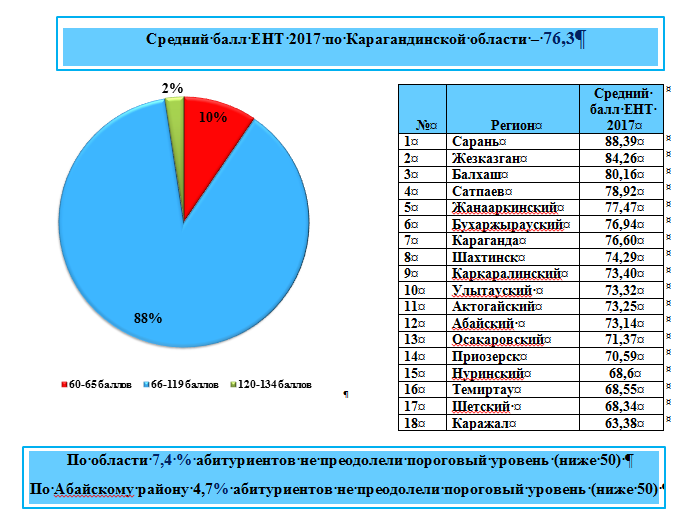 Средний балл ЕНТ 2017 по Карагандинской области – 76,3¶
2%
10%
88%
60-65 баллов 66-119 баллов 120-134 баллов
¶
№¤ Регион¤ Средний балл ЕНТ 2017¤ ¤
1¤ Сарань¤ 88,39¤ ¤
2¤ Жезказган¤ 84,26¤ ¤
3¤ Балхаш¤ 80,16¤ ¤
4¤ Сатпаев¤ 78,92¤ ¤
5¤ Жанааркинский¤ 77,47¤ ¤
6¤ Бухаржырауский¤ 76,94¤ ¤
7¤ Караганда¤ 76,60¤ ¤
8¤ Шахтинск¤ 74,29¤ ¤
9¤ Каркаралинский¤ 73,40¤ ¤
10¤ Улытауский·¤ 73,32¤ ¤
11¤ Актогайский¤ 73,25¤ ¤
12¤ Абайский·¤ 73,14¤ ¤
13¤ Осакаровский¤ 71,37¤ ¤
14¤ Приозерск¤ 70,59¤ ¤
15¤ Нуринский¤ 68,6¤ ¤
16¤ Темиртау¤ 68,55¤ ¤
17¤ Шетский·¤ 68,34¤ ¤
18¤ Каражал¤ 63,38¤ ¤
По области 7,4 % абитуриентов не преодолели пороговый уровень (ниже 50) ¶
По Абайскому району 4,7% абитуриентов не преодолели пороговый уровень (ниже 50) ¶